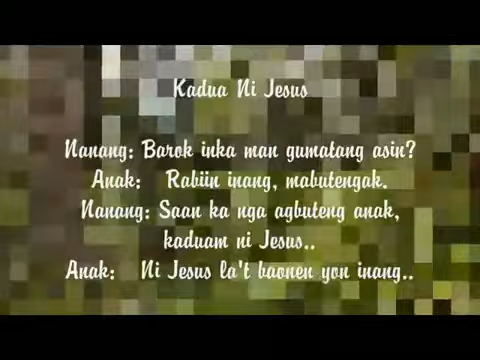 Kadua Ni Jesus
Nanang: Barok inka man gumatang asin?
Anak: Rabiin inang, mabutengak.
Nanang: Saan ka nga agbuteng anak,
kaduam ni Jesus..
Anak: Ni Jesus la't baonen yon inang..